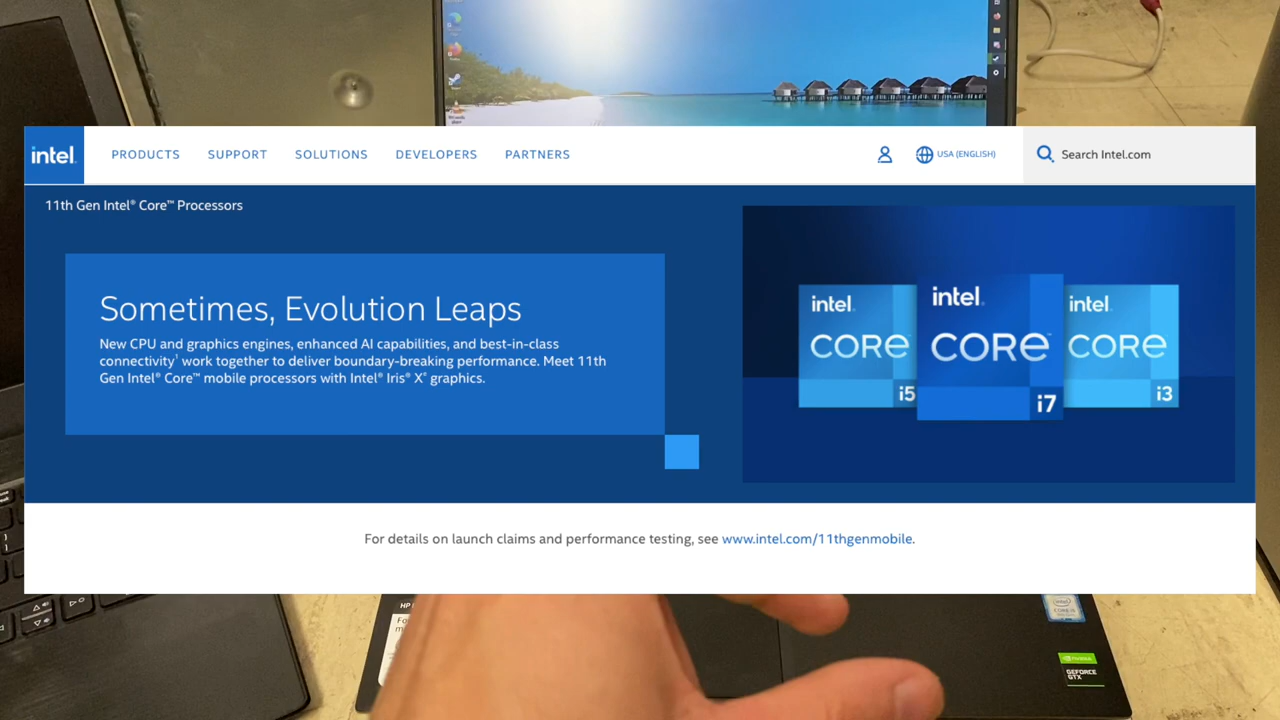 intel.
PRODUCTS
SUPPORT
SOLUTIONS
DEVELOPERS
PARTNERS
USA (ENGLISH)
Search Intel.com
11th Gen Intel® Core™ Processors
Sometimes, Evolution Leaps
New CPU and graphics engines, enhanced AI capabilities, and best-in-class
connectivity¹ work together to deliver boundary-breaking performance. Meet 11th
Gen Intel® Core™ mobile processors with Intel® Iris® Xᵉ graphics.
intel.
CORE
i5
intel.
CORE™
i7
intel.
CORE
i3
For details on launch claims and performance testing, see www.intel.com/11thgenmobile.
HP
NVIDIA
GEFORCE
GTX